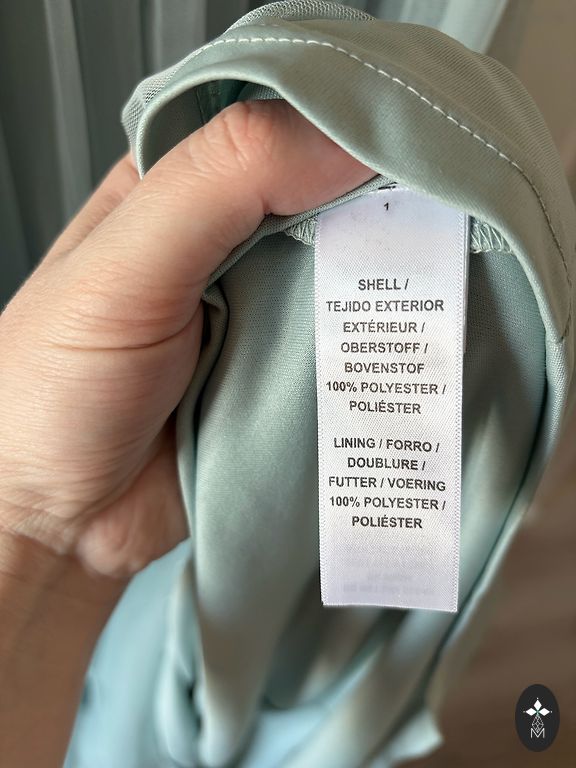 1
SHELL /
TEJIDO EXTERIOR
EXTÉRIEUR /
OBERSTOFF /
BOVENSTOF
100% POLYESTER /
POLIÉSTER
LINING / FORRO /
DOUBLURE /
FUTTER / VOERING
100% POLYESTER /
POLIÉSTER